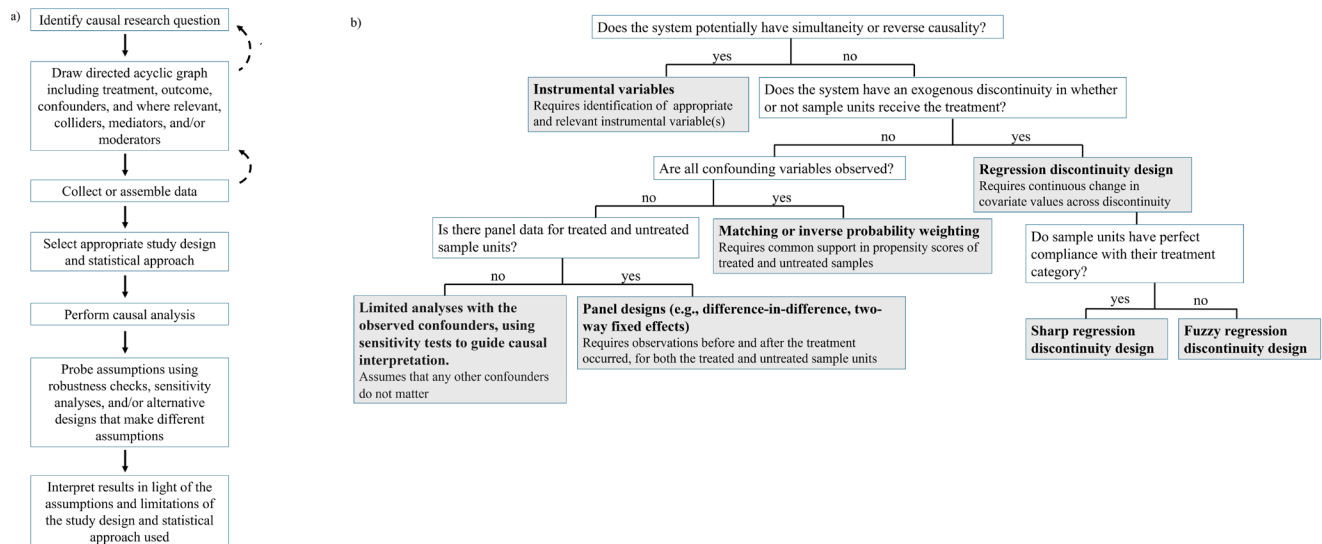 a)
Identify causal research question
Draw directed acyclic graph
including treatment, outcome,
confounders, and where relevant,
colliders, mediators, and/or
moderators
Collect or assemble data
Select appropriate study design
and statistical approach
Perform causal analysis
Probe assumptions using
robustness checks, sensitivity
analyses, and/or alternative
designs that make different
assumptions
Interpret results in light of the
assumptions and limitations of
the study design and statistical
approach used
b)
Does the system potentially have simultaneity or reverse causality?
yes
no
Instrumental variables
Requires identification of appropriate
and relevant instrumental variable(s)
Does the system have an exogenous discontinuity in whether
or not sample units receive the treatment?
no
yes
Are all confounding variables observed?
Regression discontinuity design
Requires continuous change in
covariate values across discontinuity
no
yes
Is there panel data for treated and untreated
sample units?
Matching or inverse probability weighting
Requires common support in propensity scores of
treated and untreated samples
Do sample units have perfect
compliance with their treatment
category?
no
yes
yes
no
Limited analyses with the
observed confounders, using
sensitivity tests to guide causal
interpretation.
Assumes that any other confounders
do not matter
Panel designs (e.g., difference-in-difference, two-
way fixed effects)
Requires observations before and after the treatment
occurred, for both the treated and untreated sample units
Sharp regression
discontinuity design
Fuzzy regression
discontinuity design